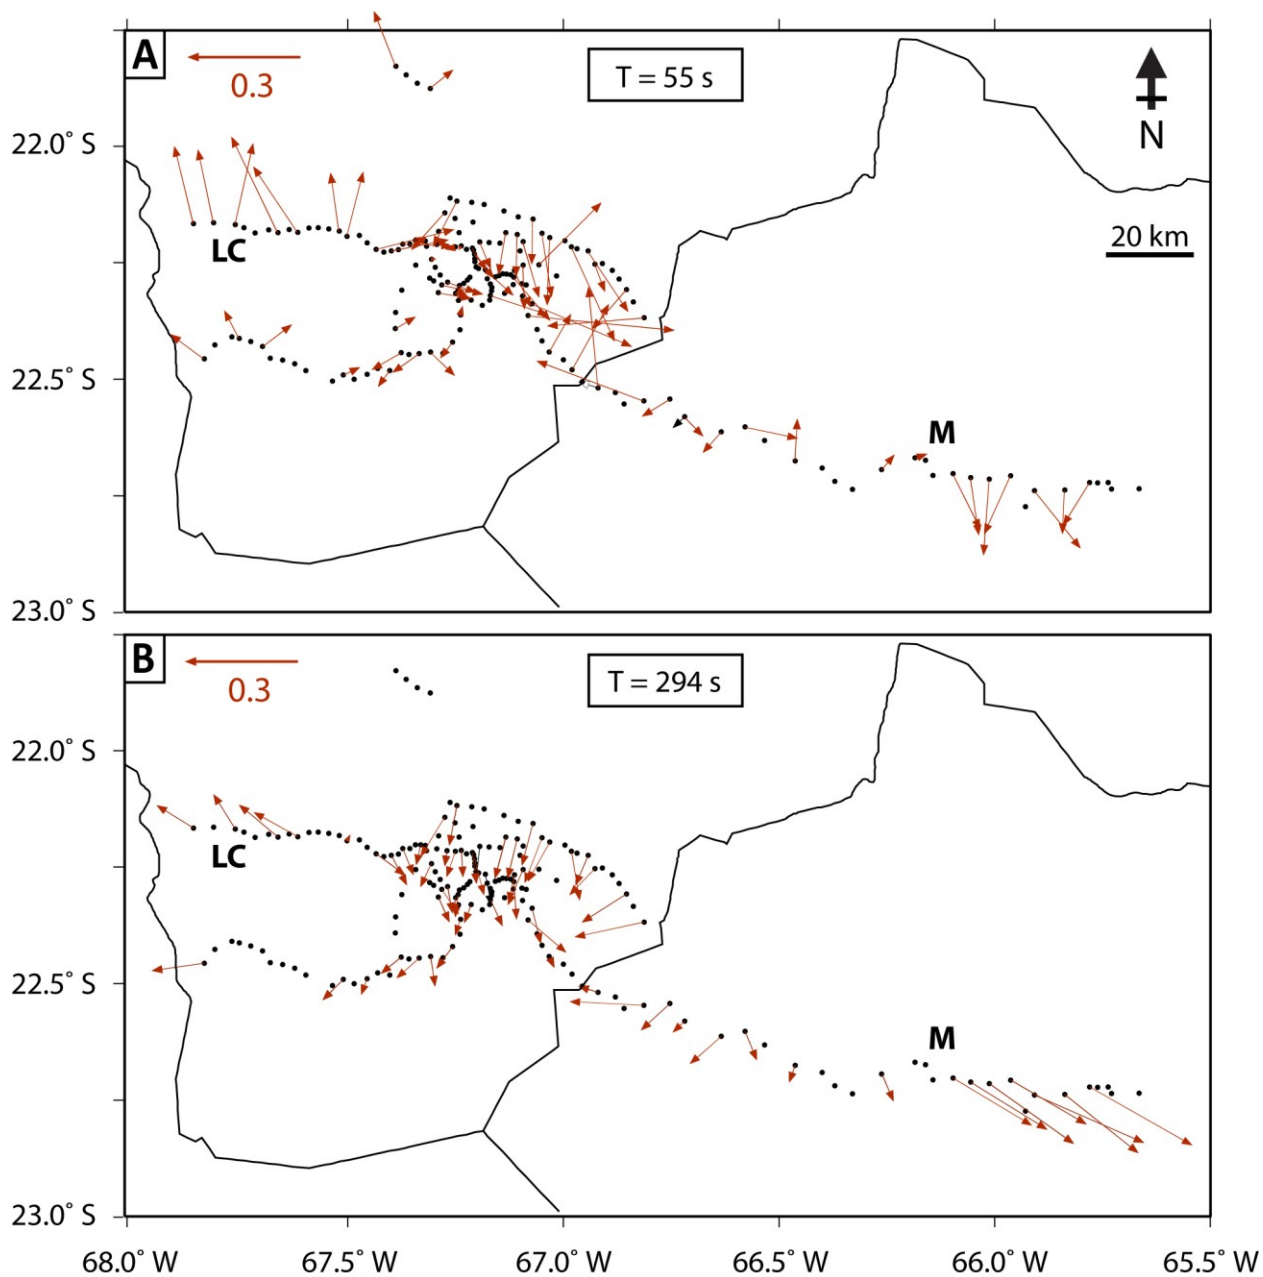 A
0.3
T = 55 s
N
22.0° S
LC
20 km
22.5° S
M
23.0° S
B
0.3
T = 294 s
22.0° S
LC
22.5° S
M
23.0° S
68.0° W 67.5° W 67.0° W 66.5° W 66.0° W 65.5° W